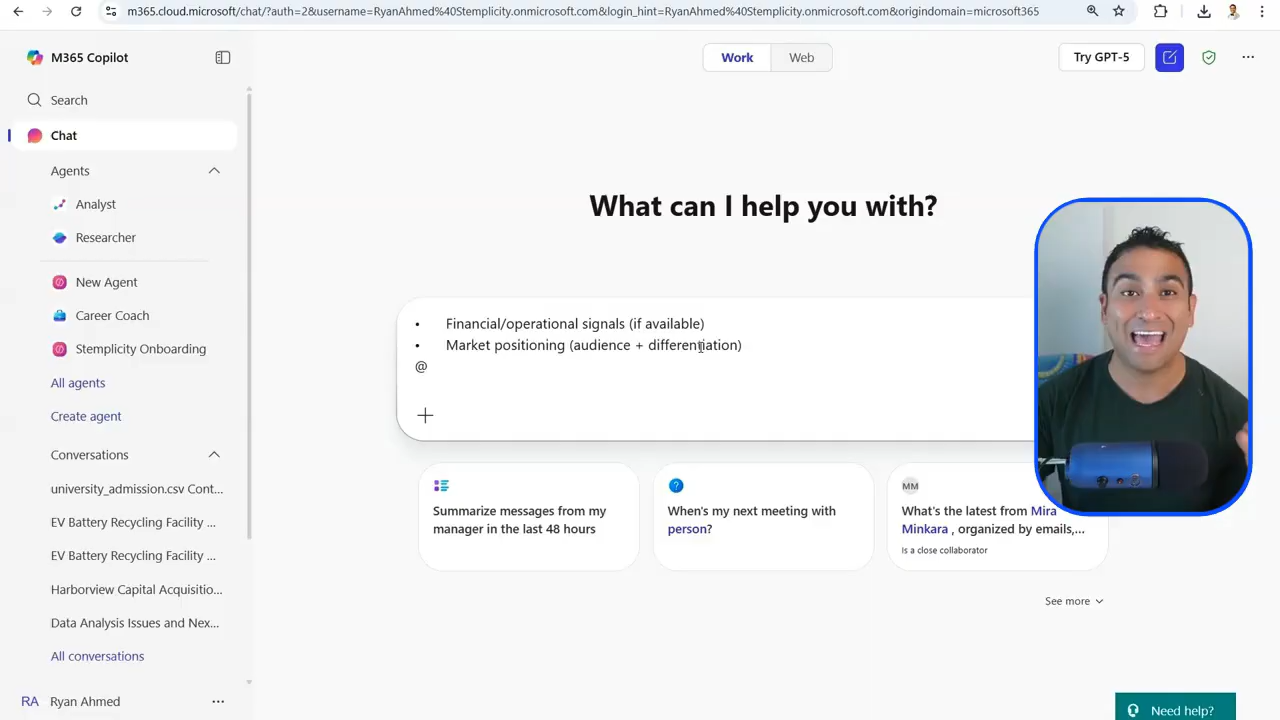 m365.cloud.microsoft/chat/?auth=2&username=RyanAhmed%40Stemplicity.onmicrosoft.com&login_hint=RyanAhmed%40Stemplicity.onmicrosoft.com&origindomain=microsoft365
M365 Copilot
Work
Web
Try GPT-5
Search
Chat
Agents
Analyst
Researcher
New Agent
Career Coach
Stemplicity Onboarding
All agents
Create agent
Conversations
university_admission.csv Cont...
EV Battery Recycling Facility ...
EV Battery Recycling Facility ...
Harborview Capital Acquisitio...
Data Analysis Issues and Nex...
All conversations
RA Ryan Ahmed
What can I help you with?
• Financial/operational signals (if available)
• Market positioning (audience + differentiation)
@
Summarize messages from my
manager in the last 48 hours
When's my next meeting with
person?
MM
What's the latest from Mira
Minkara , organized by emails,...
Is a close collaborator
See more
Need help?